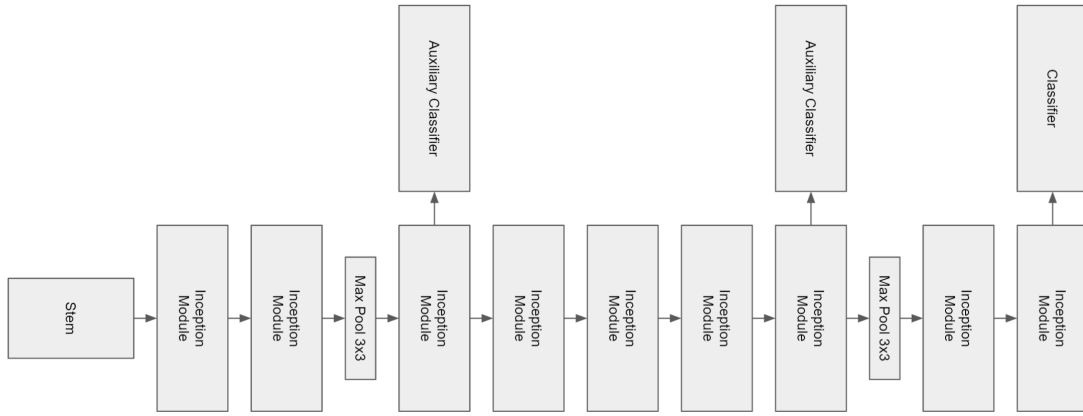 Auxiliary Classifier
Auxiliary Classifier
Classifier
Stem
Inception
Module
Inception
Module
Max Pool 3x3
Inception
Module
Inception
Module
Inception
Module
Inception
Module
Inception
Module
Max Pool 3x3
Inception
Module
Inception
Module